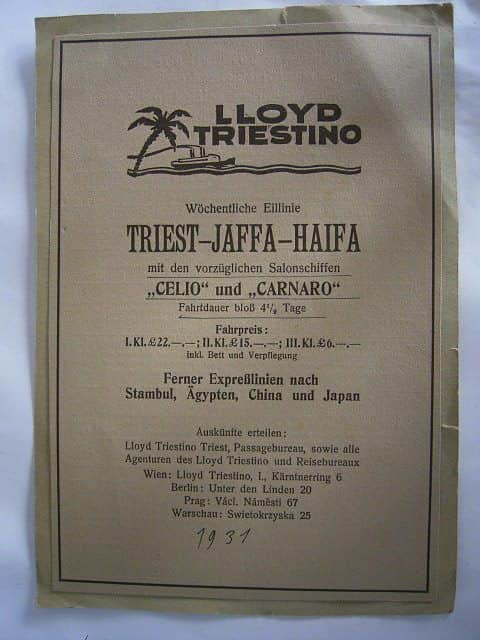 LLOYD
TRIESTINO
Wöchentliche Eillinie
TRIEST–JAFFA–HAIFA
mit den vorzüglichen Salonschiffen
„CELIO“ und „CARNARO“
Fahrtdauer bloß 4¹/₂ Tage
Fahrpreis:
I. Kl. £ 22.—.—; II. Kl. £ 15.—.—; III. Kl. £ 6.—.—
inkl. Bett und Verpflegung
Ferner Expreßlinien nach
Stambul, Ägypten, China und Japan
Auskünfte erteilen:
Lloyd Triestino Triest, Passagebureau, sowie alle
Agenturen des Lloyd Triestino und Reisebureaux
Wien: Lloyd Triestino, I., Kärntnerring 6
Berlin: Unter den Linden 20
Prag: Václ. Náměsti 67
Warschau: Swietokrzyska 25
1931